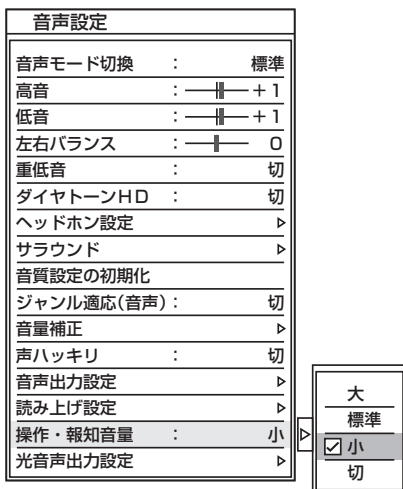 音声設定
音声モード切換 : 標準
高音 : +1
低音 : +1
左右バランス : 0
重低音 : 切
ダイヤトーンHD : 切
ヘッドホン設定
サラウンド
音質設定の初期化
ジャンル適応(音声) : 切
音量補正
声ハッキリ : 切
音声出力設定
読み上げ設定
操作・報知音量 : 小
光音声出力設定
大
標準
小
切